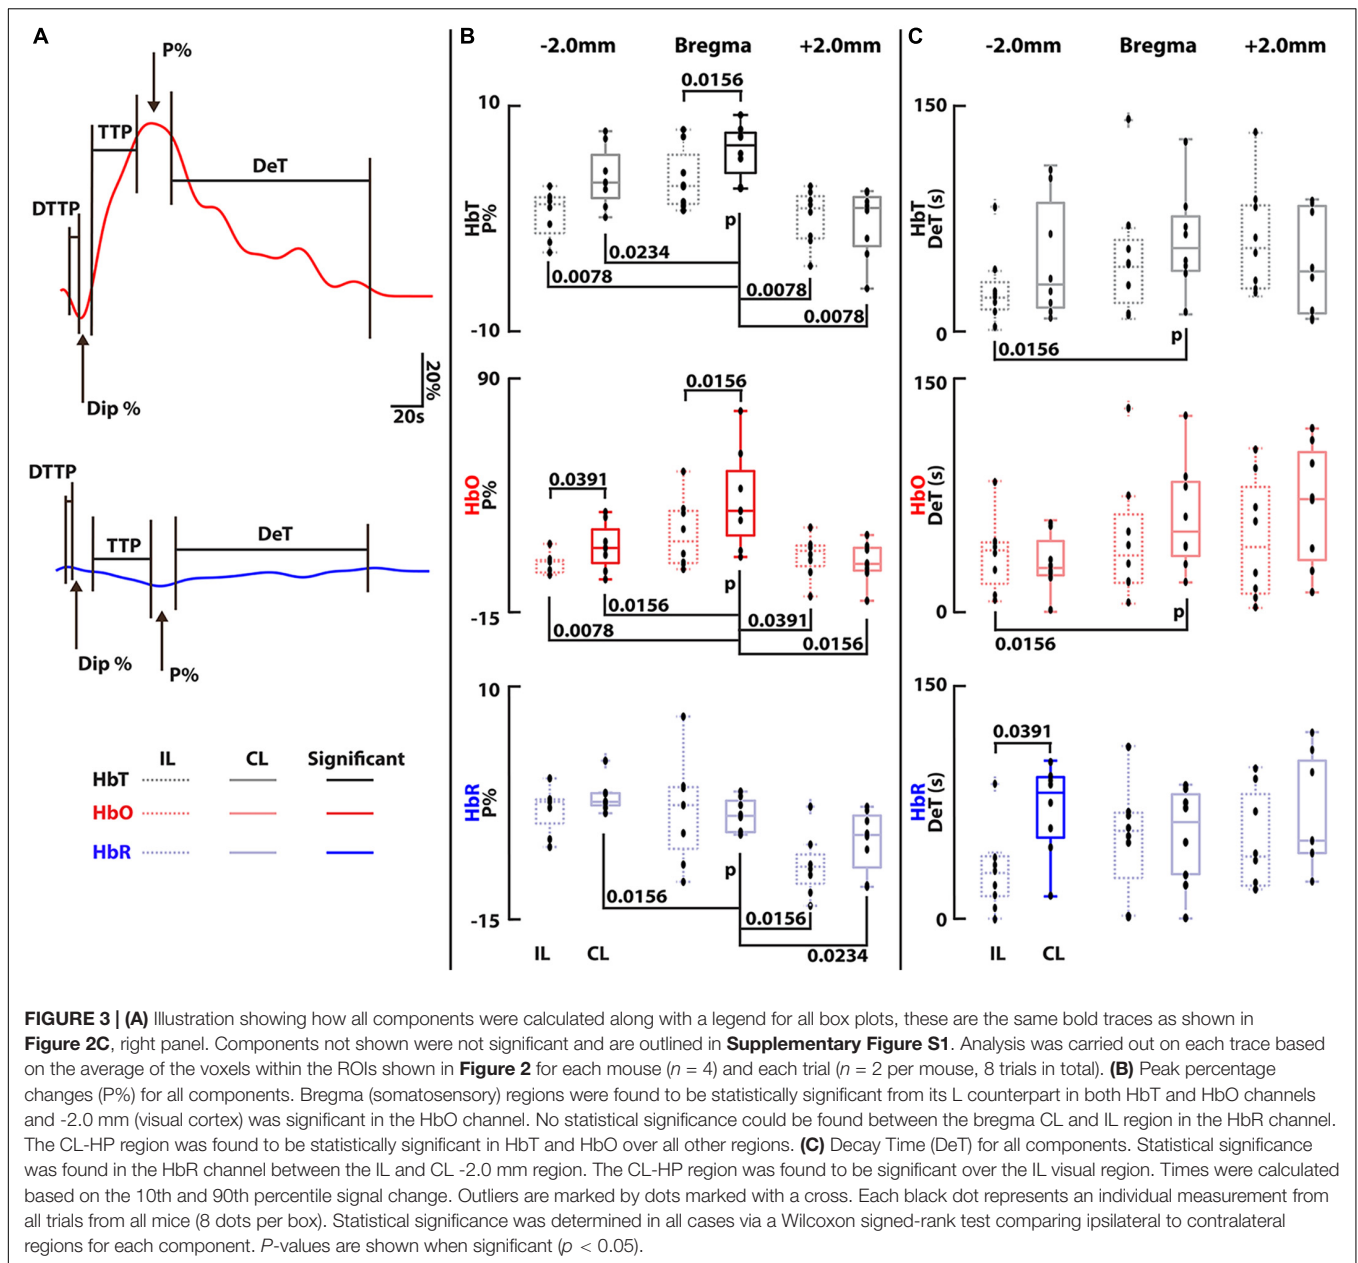 A
P%
TTP
DeT
DTTP
Dip %
20%
20s
DTTP
TTP
DeT
Dip %
P%
IL CL Significant
HbT
HbO
HbR
B
-2.0mm Bregma +2.0mm
0.0156
10
HbT
P%
p
0.0234
0.0078
0.0078
0.0078
-10
90
0.0156
0.0391
HbO
P%
p
0.0156
0.0391
-15
0.0078
0.0156
10
HbR
P%
p
0.0156
0.0156
-15
0.0234
IL CL
C
-2.0mm Bregma +2.0mm
150
HbT
DeT (s)
0
p
0.0156
150
HbO
DeT (s)
0
p
0.0156
150
0.0391
HbR
DeT (s)
0
IL CL
FIGURE 3 | (A) Illustration showing how all components were calculated along with a legend for all box plots, these are the same bold traces as shown in
Figure 2C, right panel. Components not shown were not significant and are outlined in Supplementary Figure S1. Analysis was carried out on each trace based
on the average of the voxels within the ROIs shown in Figure 2 for each mouse (n = 4) and each trial (n = 2 per mouse, 8 trials in total). (B) Peak percentage
changes (P%) for all components. Bregma (somatosensory) regions were found to be statistically significant from its L counterpart in both HbT and HbO channels
and -2.0 mm (visual cortex) was significant in the HbO channel. No statistical significance could be found between the bregma CL and IL region in the HbR channel.
The CL-HP region was found to be statistically significant in HbT and HbO over all other regions. (C) Decay Time (DeT) for all components. Statistical significance
was found in the HbR channel between the IL and CL -2.0 mm region. The CL-HP region was found to be significant over the IL visual region. Times were calculated
based on the 10th and 90th percentile signal change. Outliers are marked by dots marked with a cross. Each black dot represents an individual measurement from
all trials from all mice (8 dots per box). Statistical significance was determined in all cases via a Wilcoxon signed-rank test comparing ipsilateral to contralateral
regions for each component. P-values are shown when significant (p < 0.05).